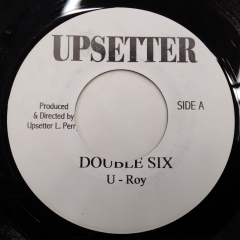 UPSETTER
Produced
& Directed by
Upsetter L. Perr
SIDE A
DOUBLE SIX
U - Roy